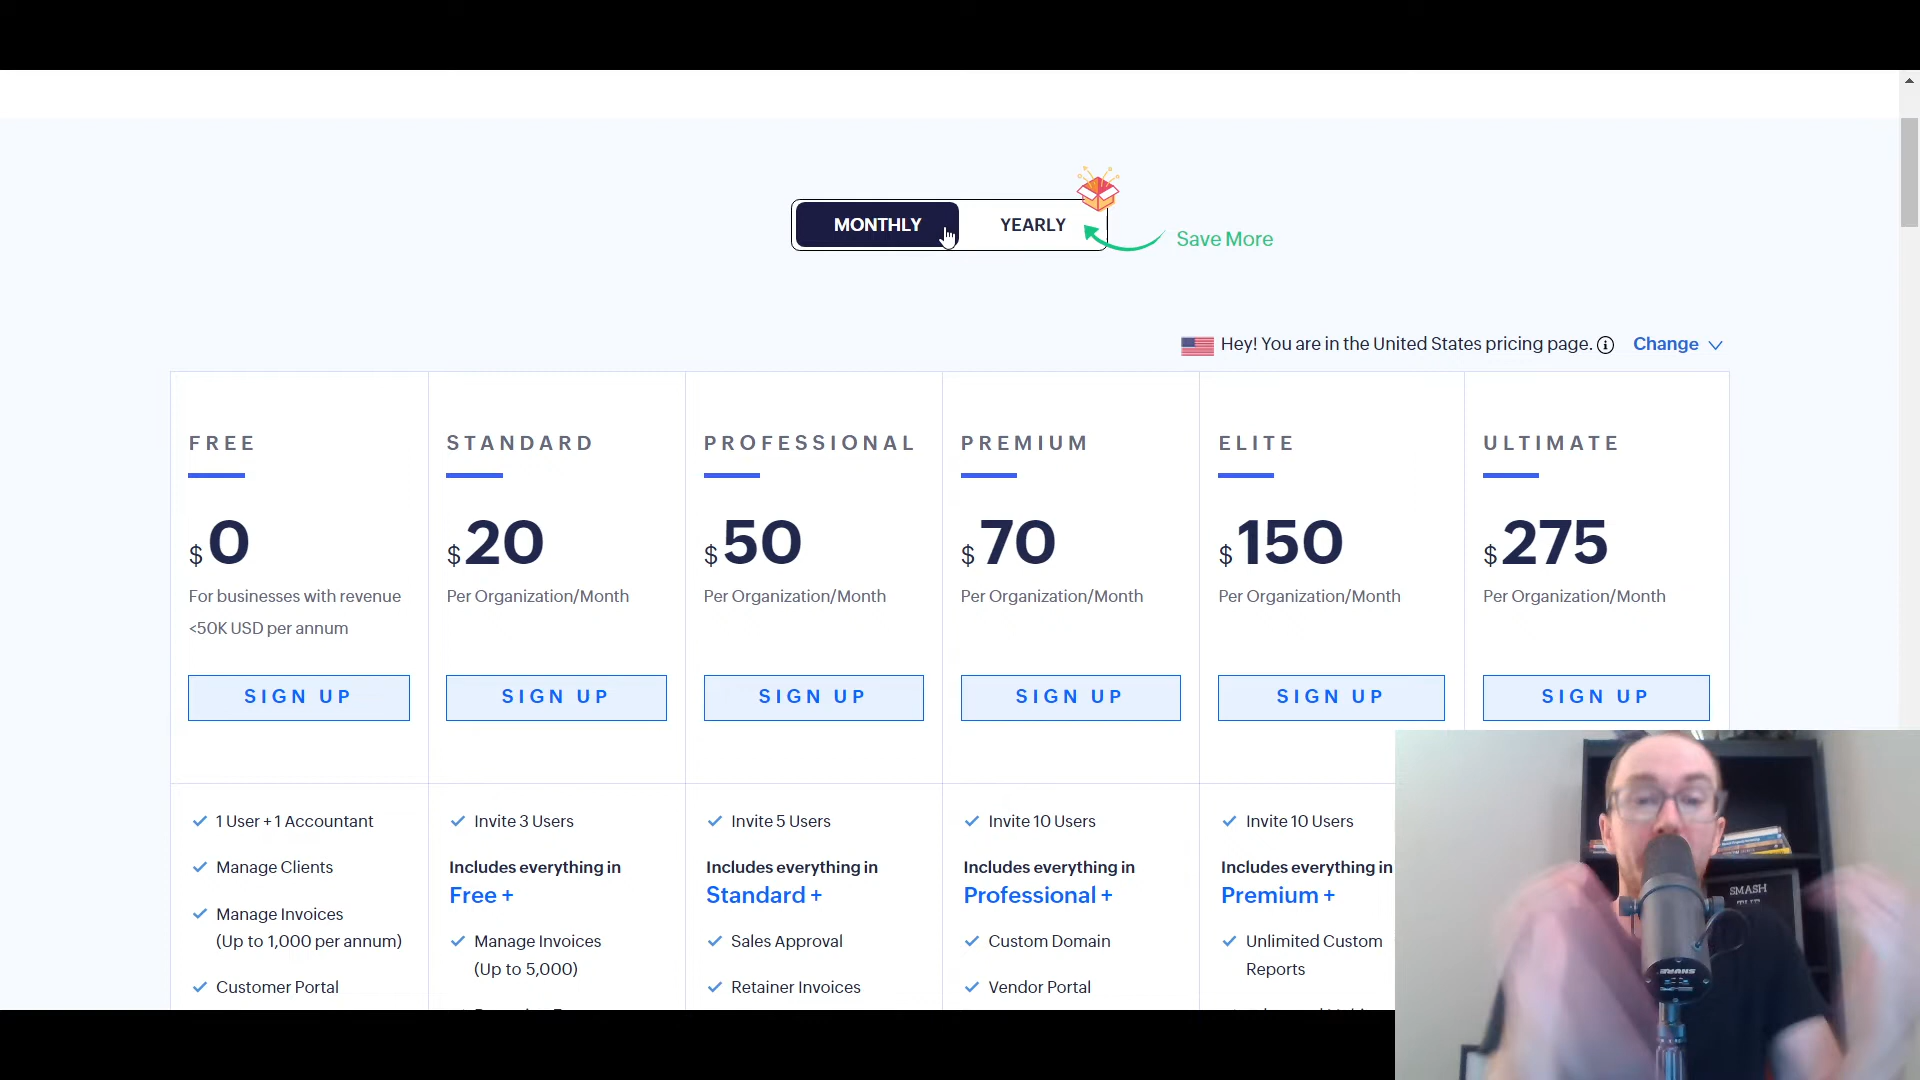 MONTHLY
YEARLY
Save More
Hey! You are in the United States pricing page.
Change
FREE
$0
For businesses with revenue
<50K USD per annum
SIGN UP
1 User + 1 Accountant
Manage Clients
Manage Invoices
(Up to 1,000 per annum)
Customer Portal
STANDARD
$20
Per Organization/Month
SIGN UP
Invite 3 Users
Includes everything in
Free +
Manage Invoices
(Up to 5,000)
PROFESSIONAL
$50
Per Organization/Month
SIGN UP
Invite 5 Users
Includes everything in
Standard +
Sales Approval
Retainer Invoices
PREMIUM
$70
Per Organization/Month
SIGN UP
Invite 10 Users
Includes everything in
Professional +
Custom Domain
Vendor Portal
ELITE
$150
Per Organization/Month
SIGN UP
Invite 10 Users
Includes everything in
Premium +
Unlimited Custom
Reports
ULTIMATE
$275
Per Organization/Month
SIGN UP
SMASH
THE